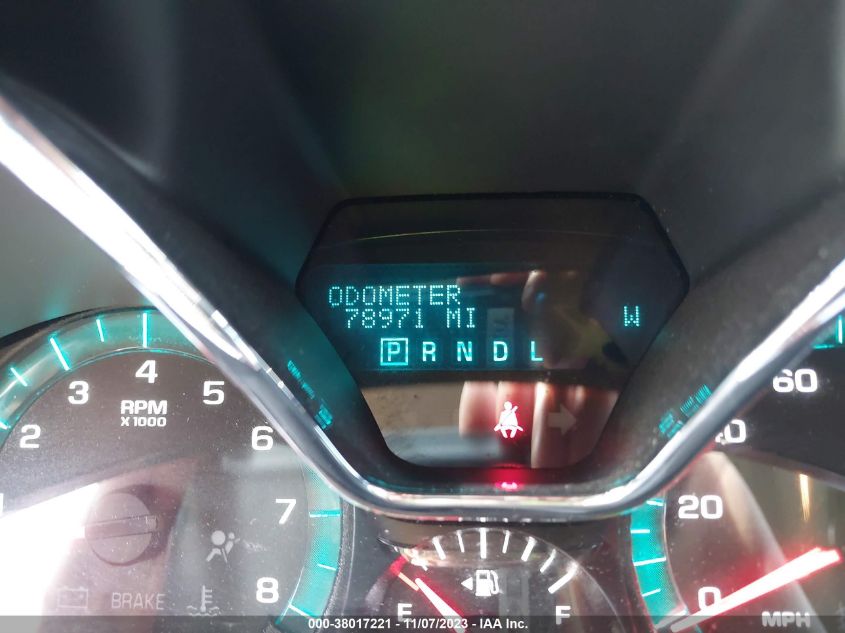 ODOMETER
78971 MI
W
P R N D L
2 3 4 5 6 7 8
RPM
X 1000
BRAKE
E F
0 20 40 60
MPH
000-38017221 - 11/07/2023 - IAA Inc.